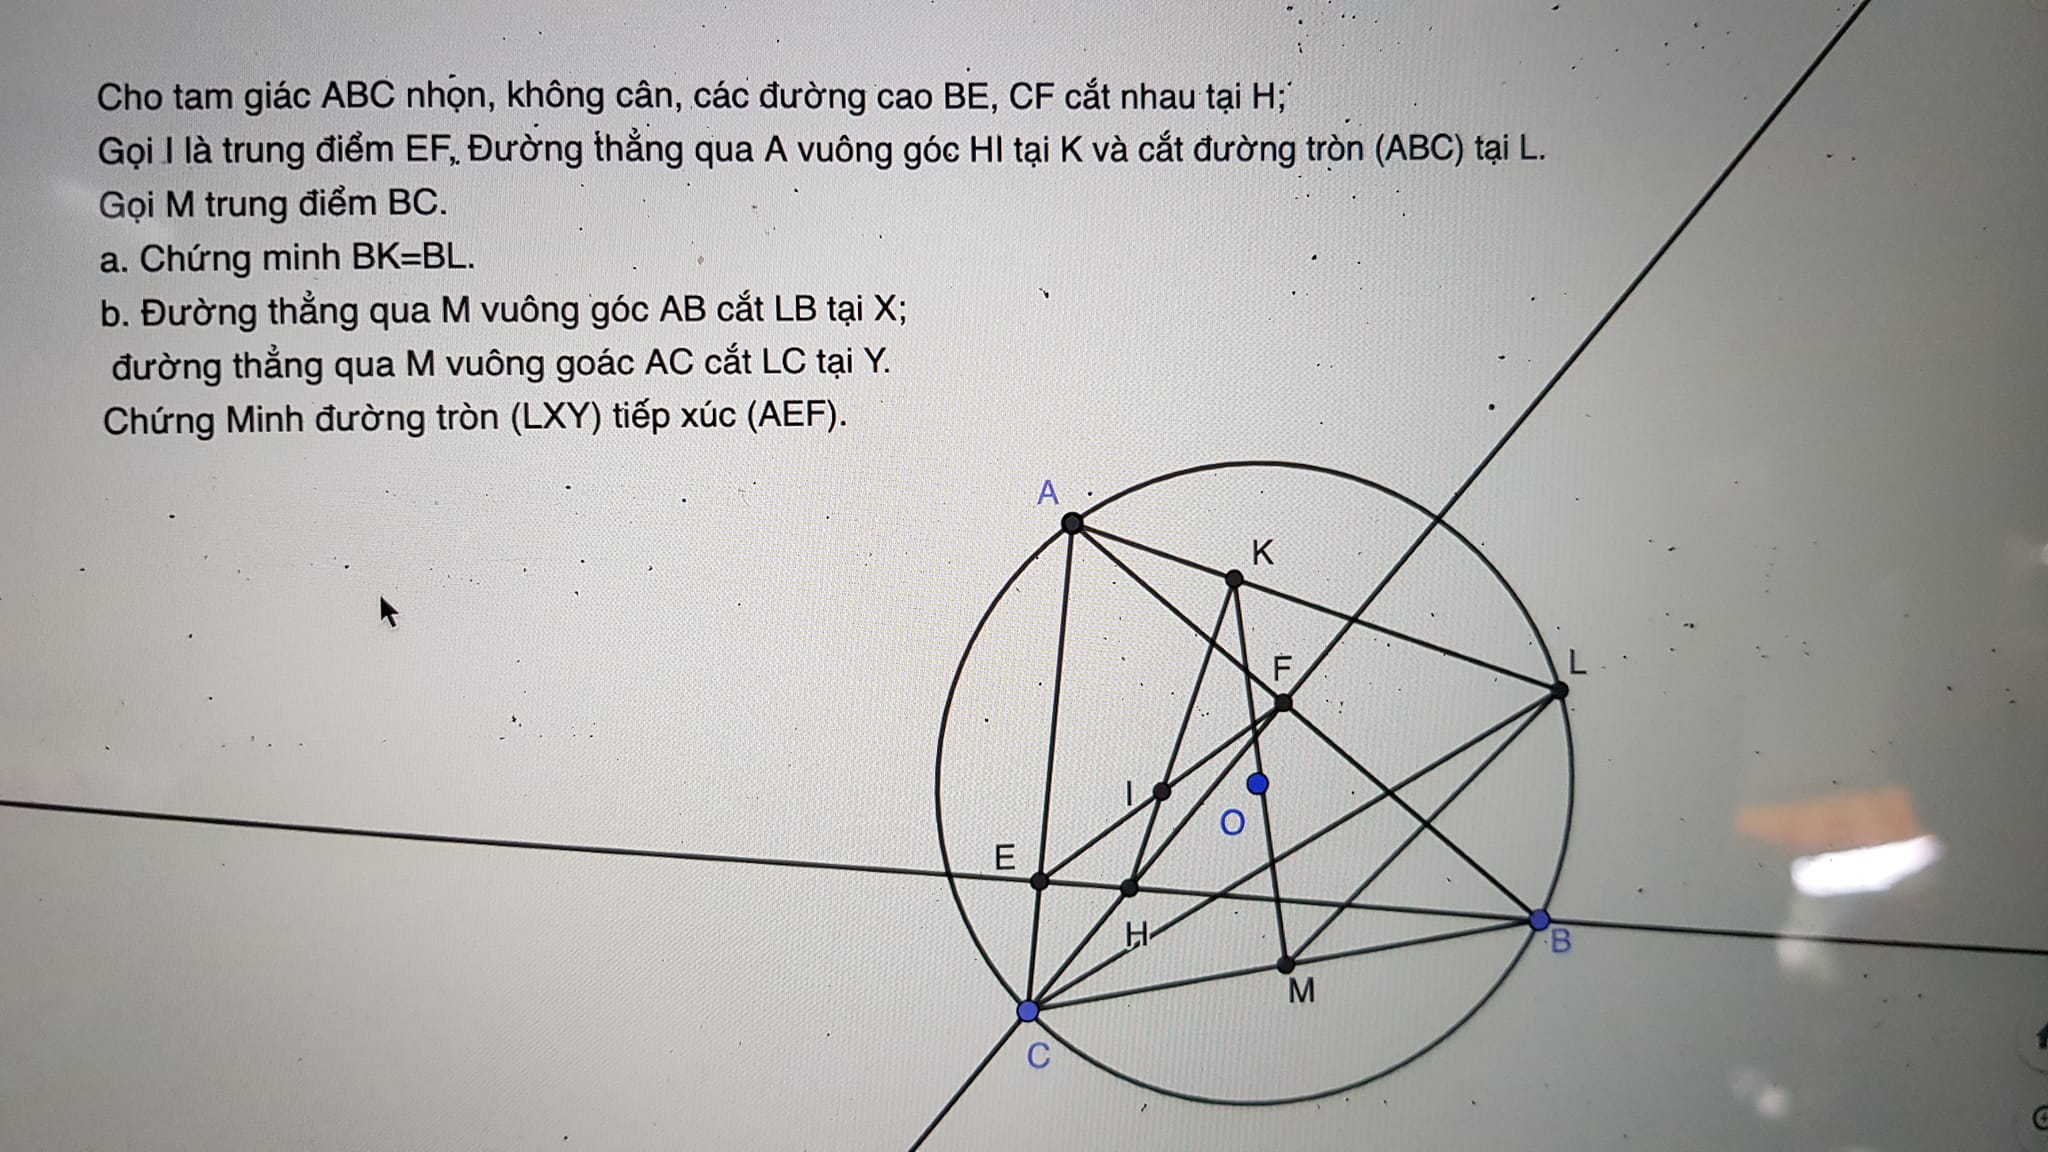 Cho tam giác ABC nhọn, không cân, các đường cao BE, CF cắt nhau tại H;
Gọi I là trung điểm EF, Đường thẳng qua A vuông góc HI tại K và cắt đường tròn (ABC) tại L.
Gọi M trung điểm BC.
a. Chứng minh BK=BL.
b. Đường thẳng qua M vuông góc AB cắt LB tại X;
đường thẳng qua M vuông goác AC cắt LC tại Y.
Chứng Minh đường tròn (LXY) tiếp xúc (AEF).
A
K
F
L
I
O
E
H
B
M
C